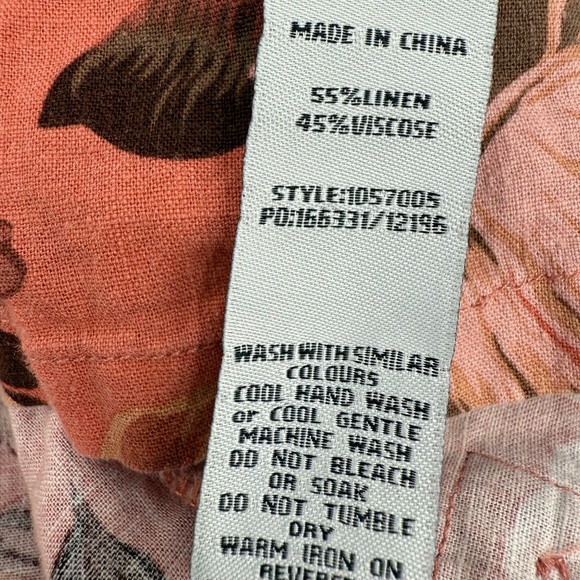 MADE IN CHINA
55%LINEN
45%VISCOSE
STYLE:1057005
PO:166331/12196
WASH WITH SIMILAR
COLOURS
COOL HAND WASH
or COOL GENTLE
MACHINE WASH
DO NOT BLEACH
OR SOAK
DO NOT TUMBLE
DRY
WARM IRON ON